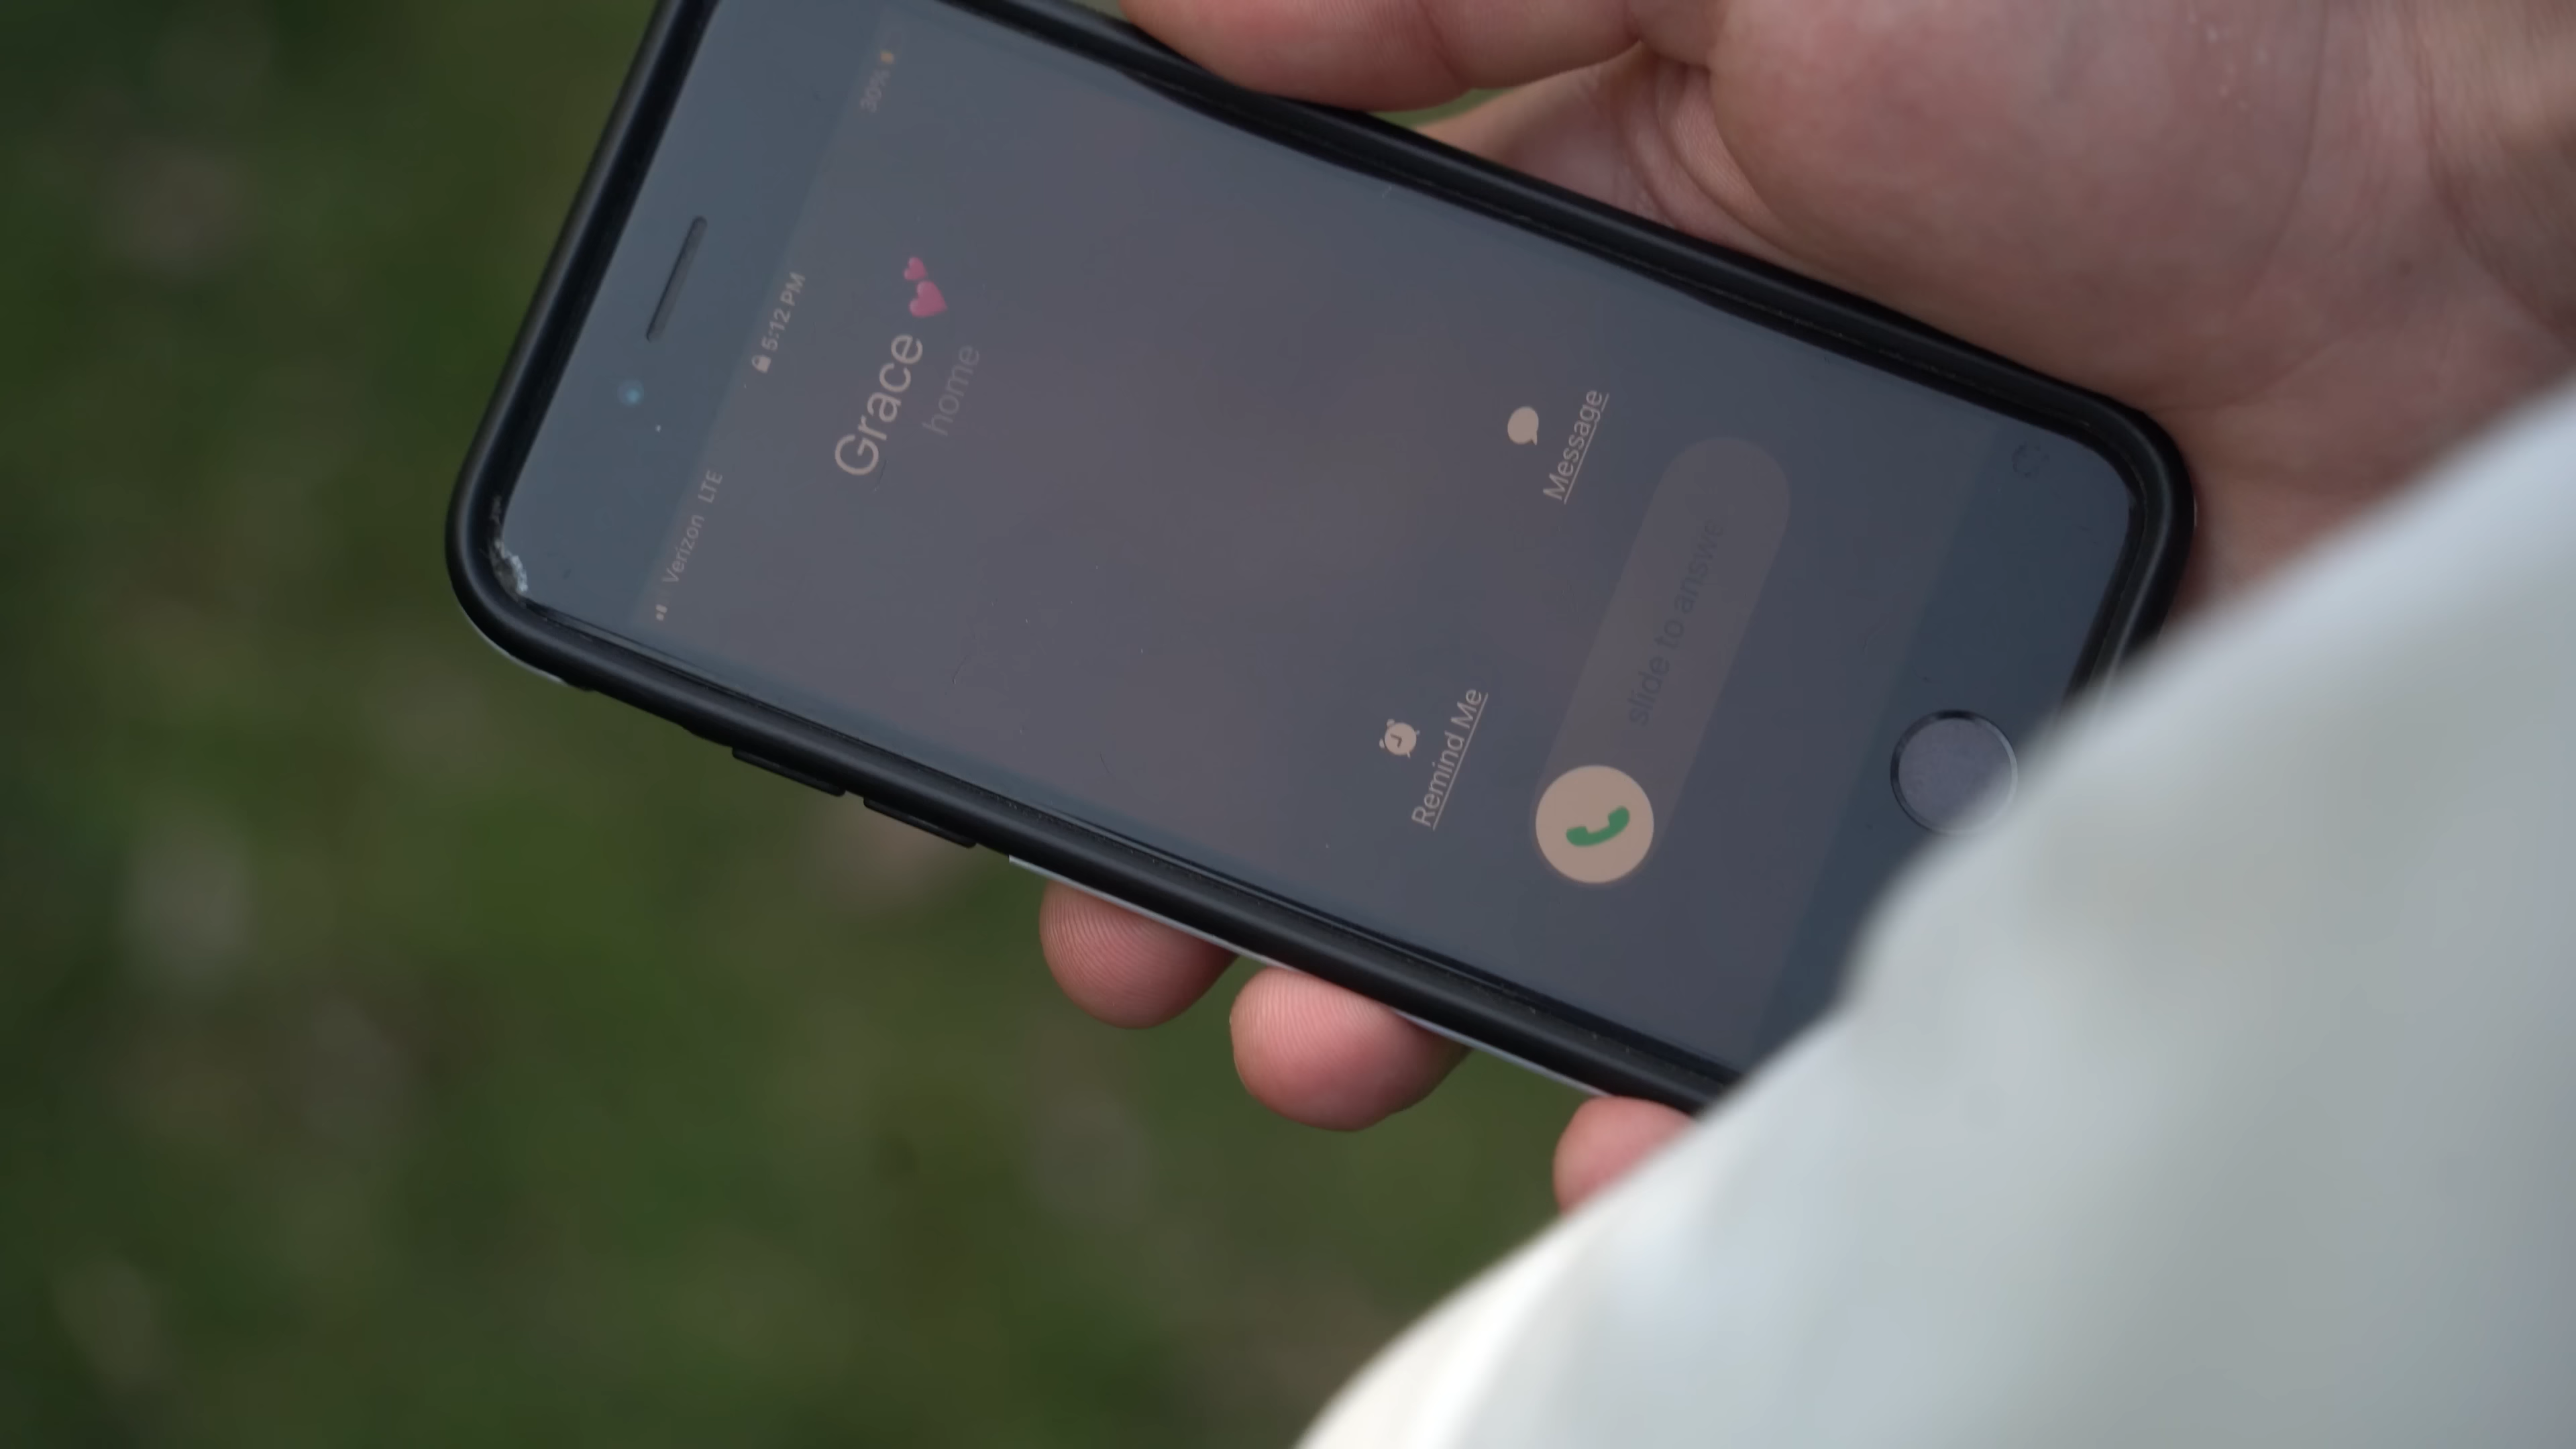 Verizon LTE 5:12 PM 30%
Grace 💕
home
Remind Me
Message
slide to answer